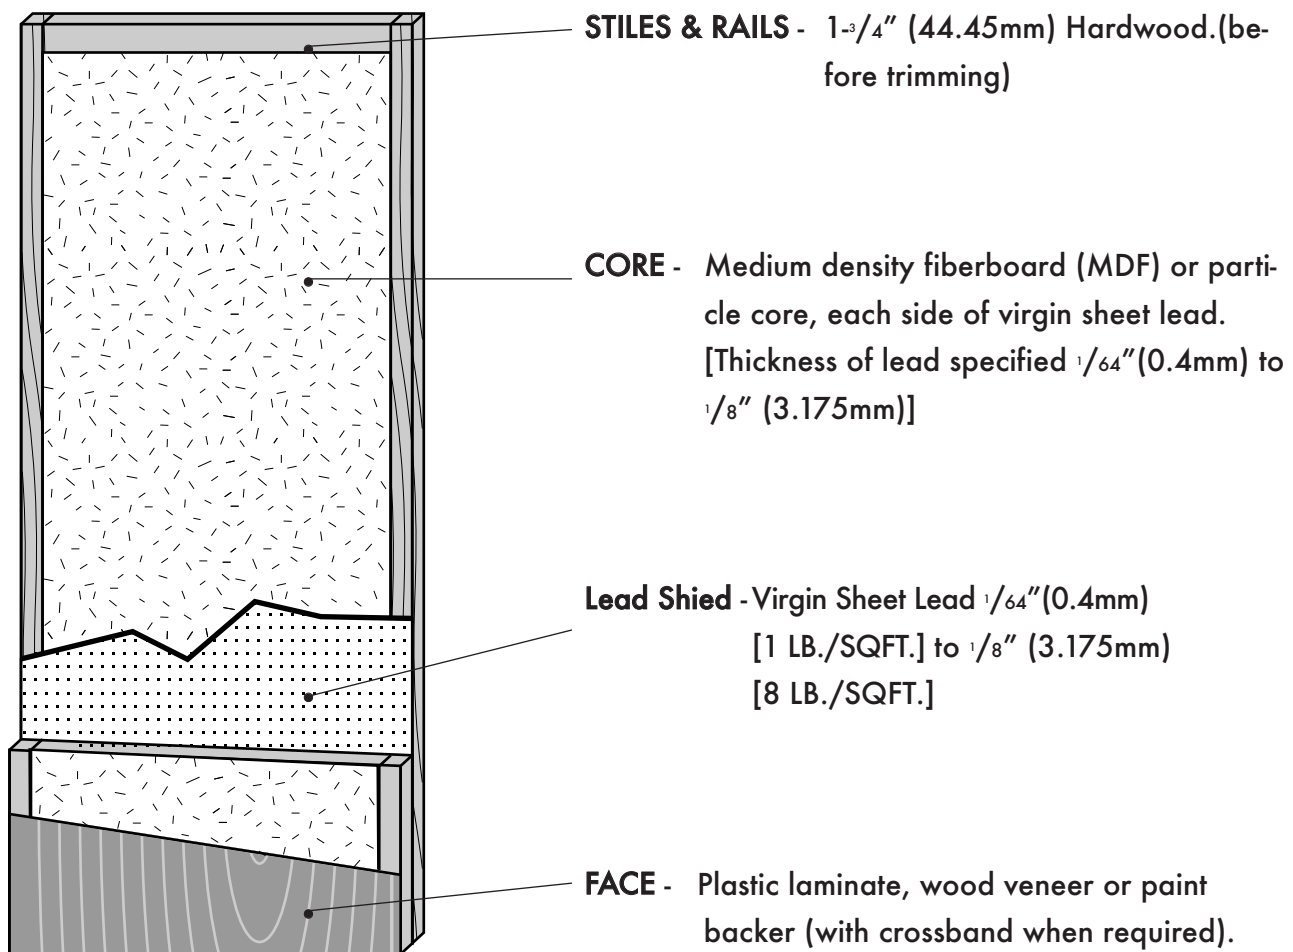 STILES & RAILS - 1-3/4" (44.45mm) Hardwood.(be-
fore trimming)
CORE - Medium density fiberboard (MDF) or parti-
cle core, each side of virgin sheet lead.
[Thickness of lead specified 1/64"(0.4mm) to
1/8" (3.175mm)]
Lead Shied - Virgin Sheet Lead 1/64"(0.4mm)
[1 LB./SQFT.] to 1/8" (3.175mm)
[8 LB./SQFT.]
FACE - Plastic laminate, wood veneer or paint
backer (with crossband when required).